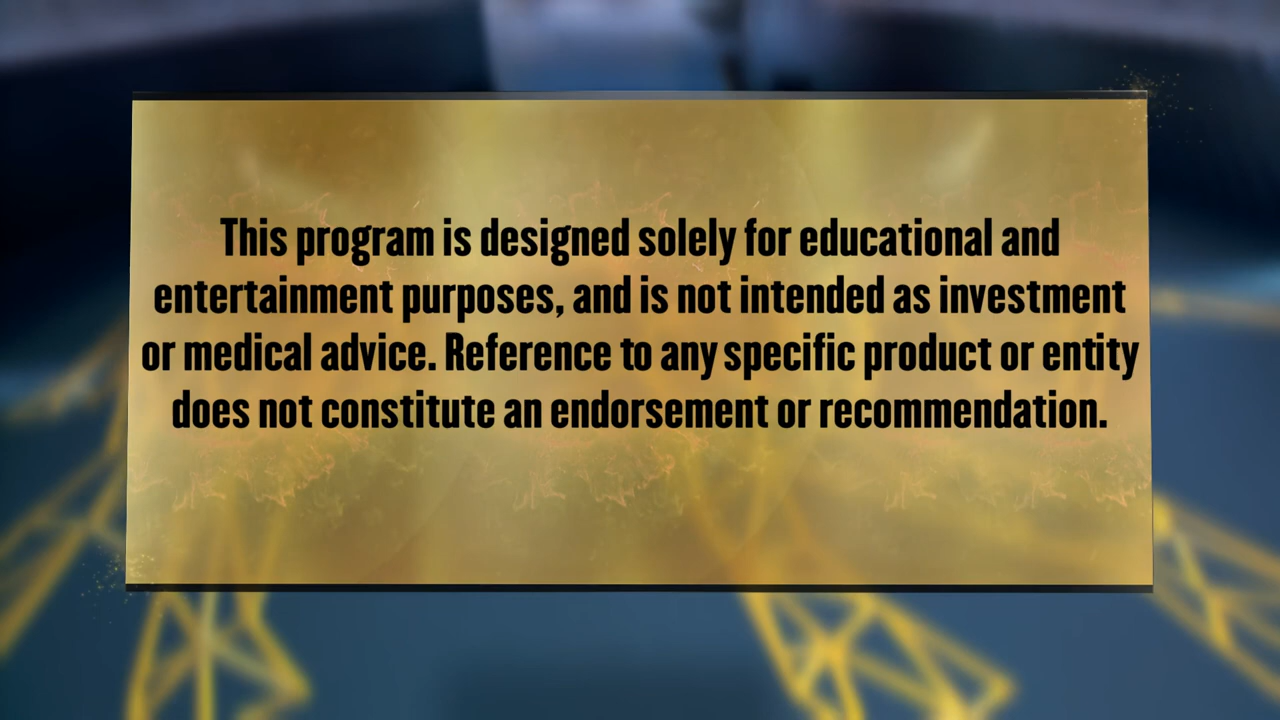 This program is designed solely for educational and
entertainment purposes, and is not intended as investment
or medical advice. Reference to any specific product or entity
does not constitute an endorsement or recommendation.